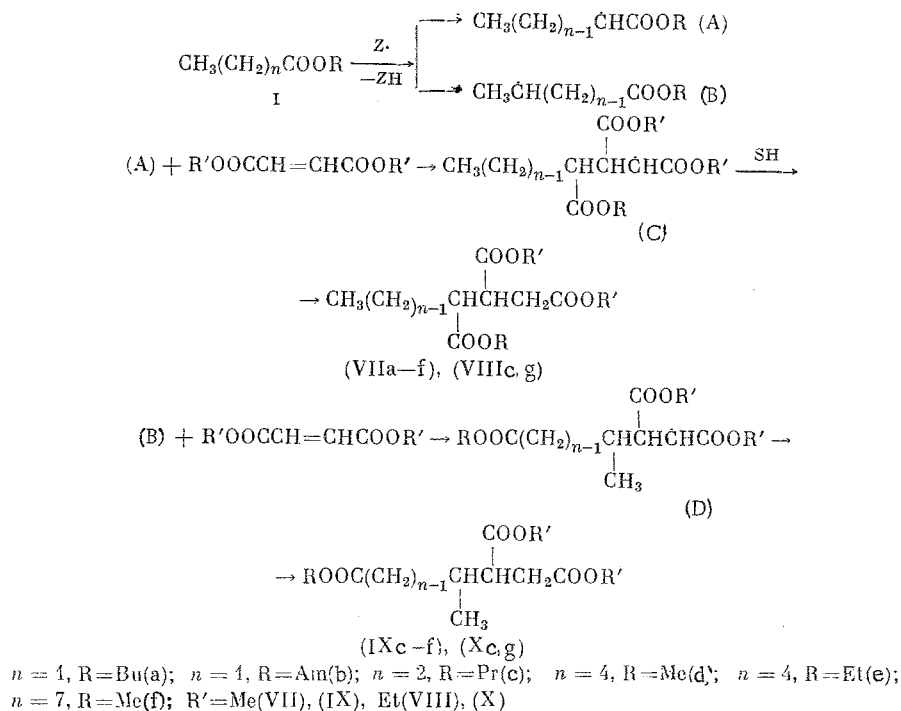 CH₃(CH₂)ₙCOOR
I
Z·
−ZH
CH₃(CH₂)ₙ₋₁ĊHCOOR (A)
CH₃ĊH(CH₂)ₙ₋₁COOR (B)
COOR′
(A) + R′OOCCH=CHCOOR′ → CH₃(CH₂)ₙ₋₁CHCHĊHCOOR′ SH →
COOR
(C)
COOR′
→ CH₃(CH₂)ₙ₋₁CHCHCH₂COOR′
COOR
(VIIa—f), (VIIIc, g)
COOR′
(B) + R′OOCCH=CHCOOR′ → ROOC(CH₂)ₙ₋₁CHCHĊHCOOR′ →
CH₃
(D)
COOR′
→ ROOC(CH₂)ₙ₋₁CHCHCH₂COOR′
CH₃
(IXc -f), (Xc,g)
n = 1, R=Bu(a); n = 1, R=Am(b); n = 2, R=Pr(c); n = 4, R=Me(d); n = 4, R=Et(e);
n = 7, R=Me(f); R′=Me(VII), (IX), Et(VIII), (X)